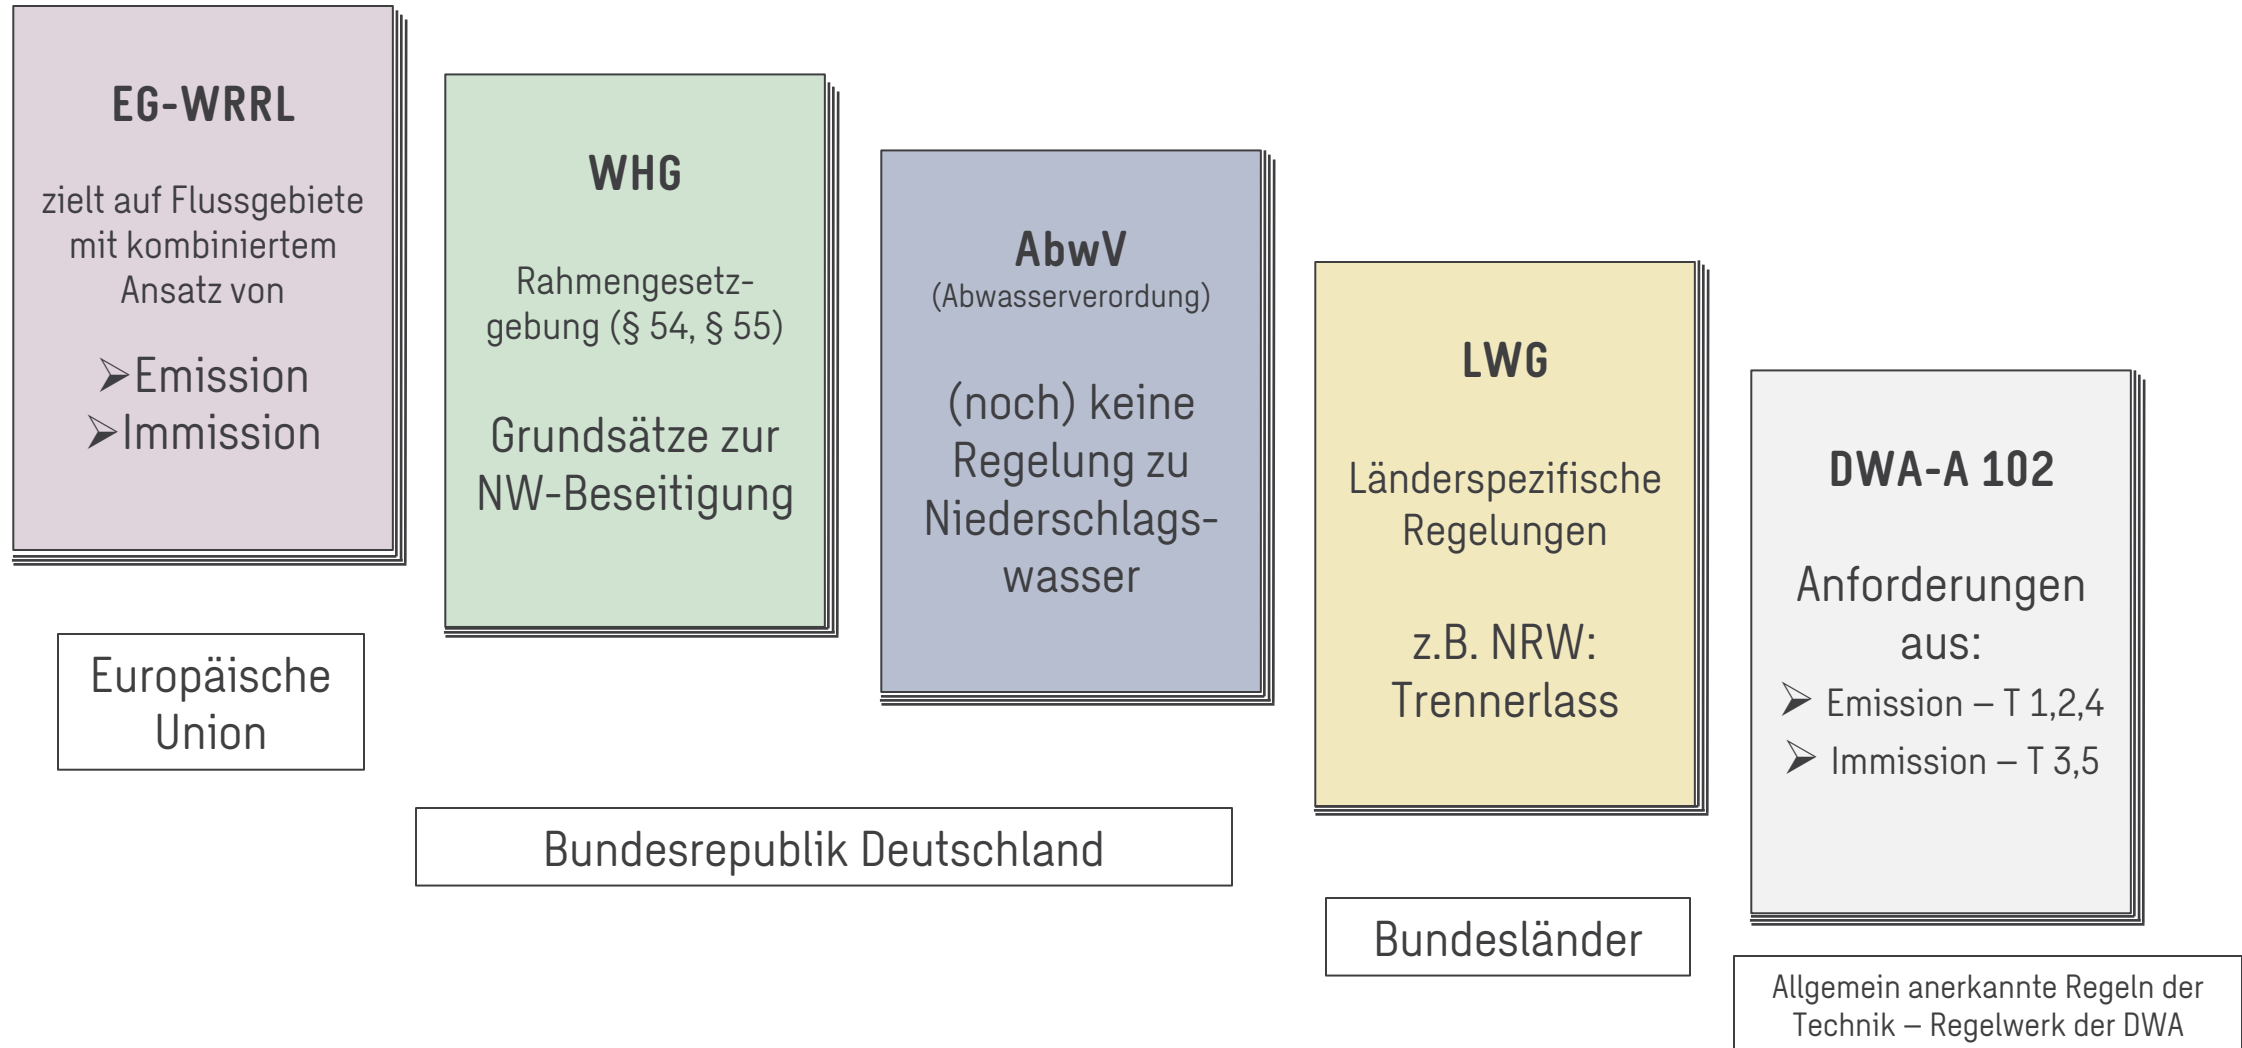 EG-WRRL
zielt auf Flussgebiete
mit kombiniertem
Ansatz von
➢Emission
➢Immission
Europäische
Union
WHG
Rahmengesetz-
gebung (§ 54, § 55)
Grundsätze zur
NW-Beseitigung
AbwV
(Abwasserverordung)
(noch) keine
Regelung zu
Niederschlags-
wasser
Bundesrepublik Deutschland
LWG
Länderspezifische
Regelungen
z.B. NRW:
Trennerlass
Bundesländer
DWA-A 102
Anforderungen
aus:
➢ Emission – T 1,2,4
➢ Immission – T 3,5
Allgemein anerkannte Regeln der
Technik – Regelwerk der DWA